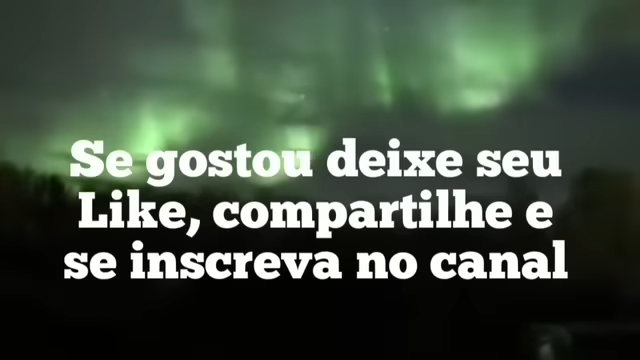 Se gostou deixe seu
Like, compartilhe e
se inscreva no canal